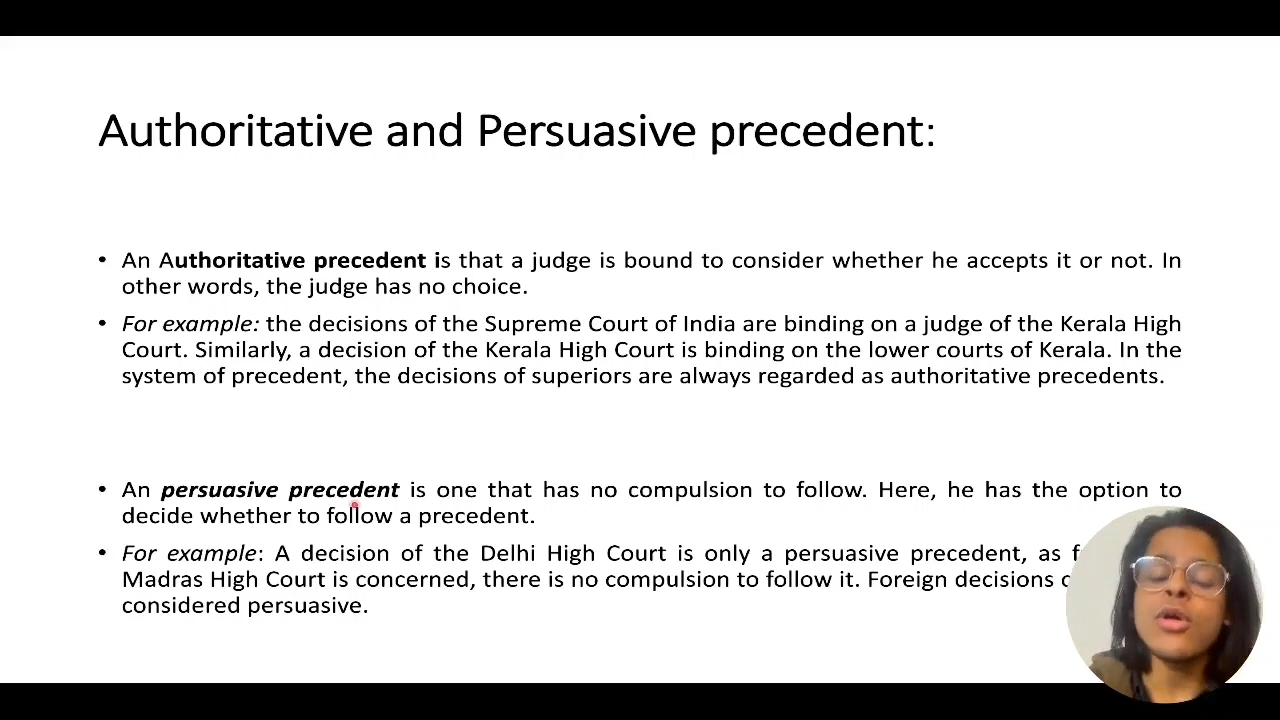 Authoritative and Persuasive precedent:
• An Authoritative precedent is that a judge is bound to consider whether he accepts it or not. In
other words, the judge has no choice.
• For example: the decisions of the Supreme Court of India are binding on a judge of the Kerala High
Court. Similarly, a decision of the Kerala High Court is binding on the lower courts of Kerala. In the
system of precedent, the decisions of superiors are always regarded as authoritative precedents.
• An persuasive precedent is one that has no compulsion to follow. Here, he has the option to
decide whether to follow a precedent.
• For example: A decision of the Delhi High Court is only a persuasive precedent, as
Madras High Court is concerned, there is no compulsion to follow it. Foreign decisions
considered persuasive.